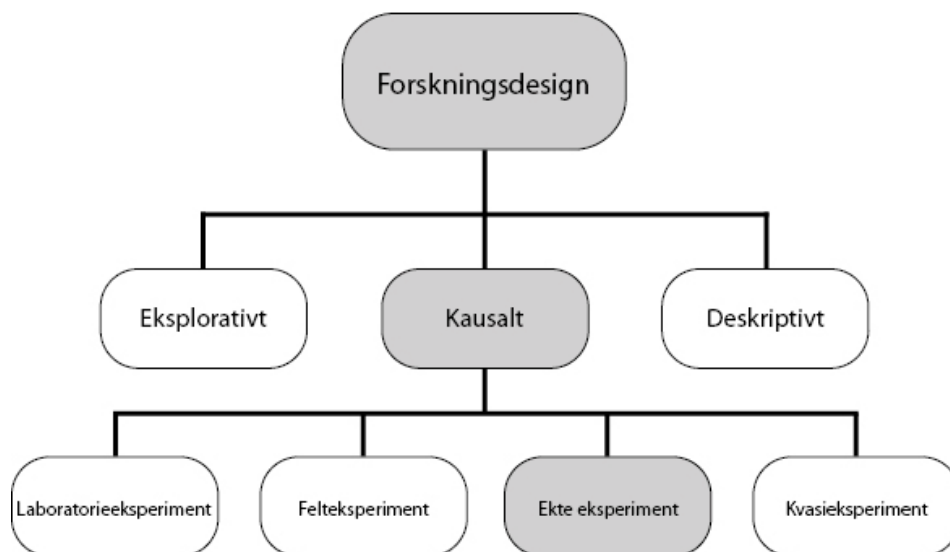 Forskningsdesign
Eksplorativt
Kausalt
Deskriptivt
Laboratorieeksperiment
Felteksperiment
Ekte eksperiment
Kvasieksperiment